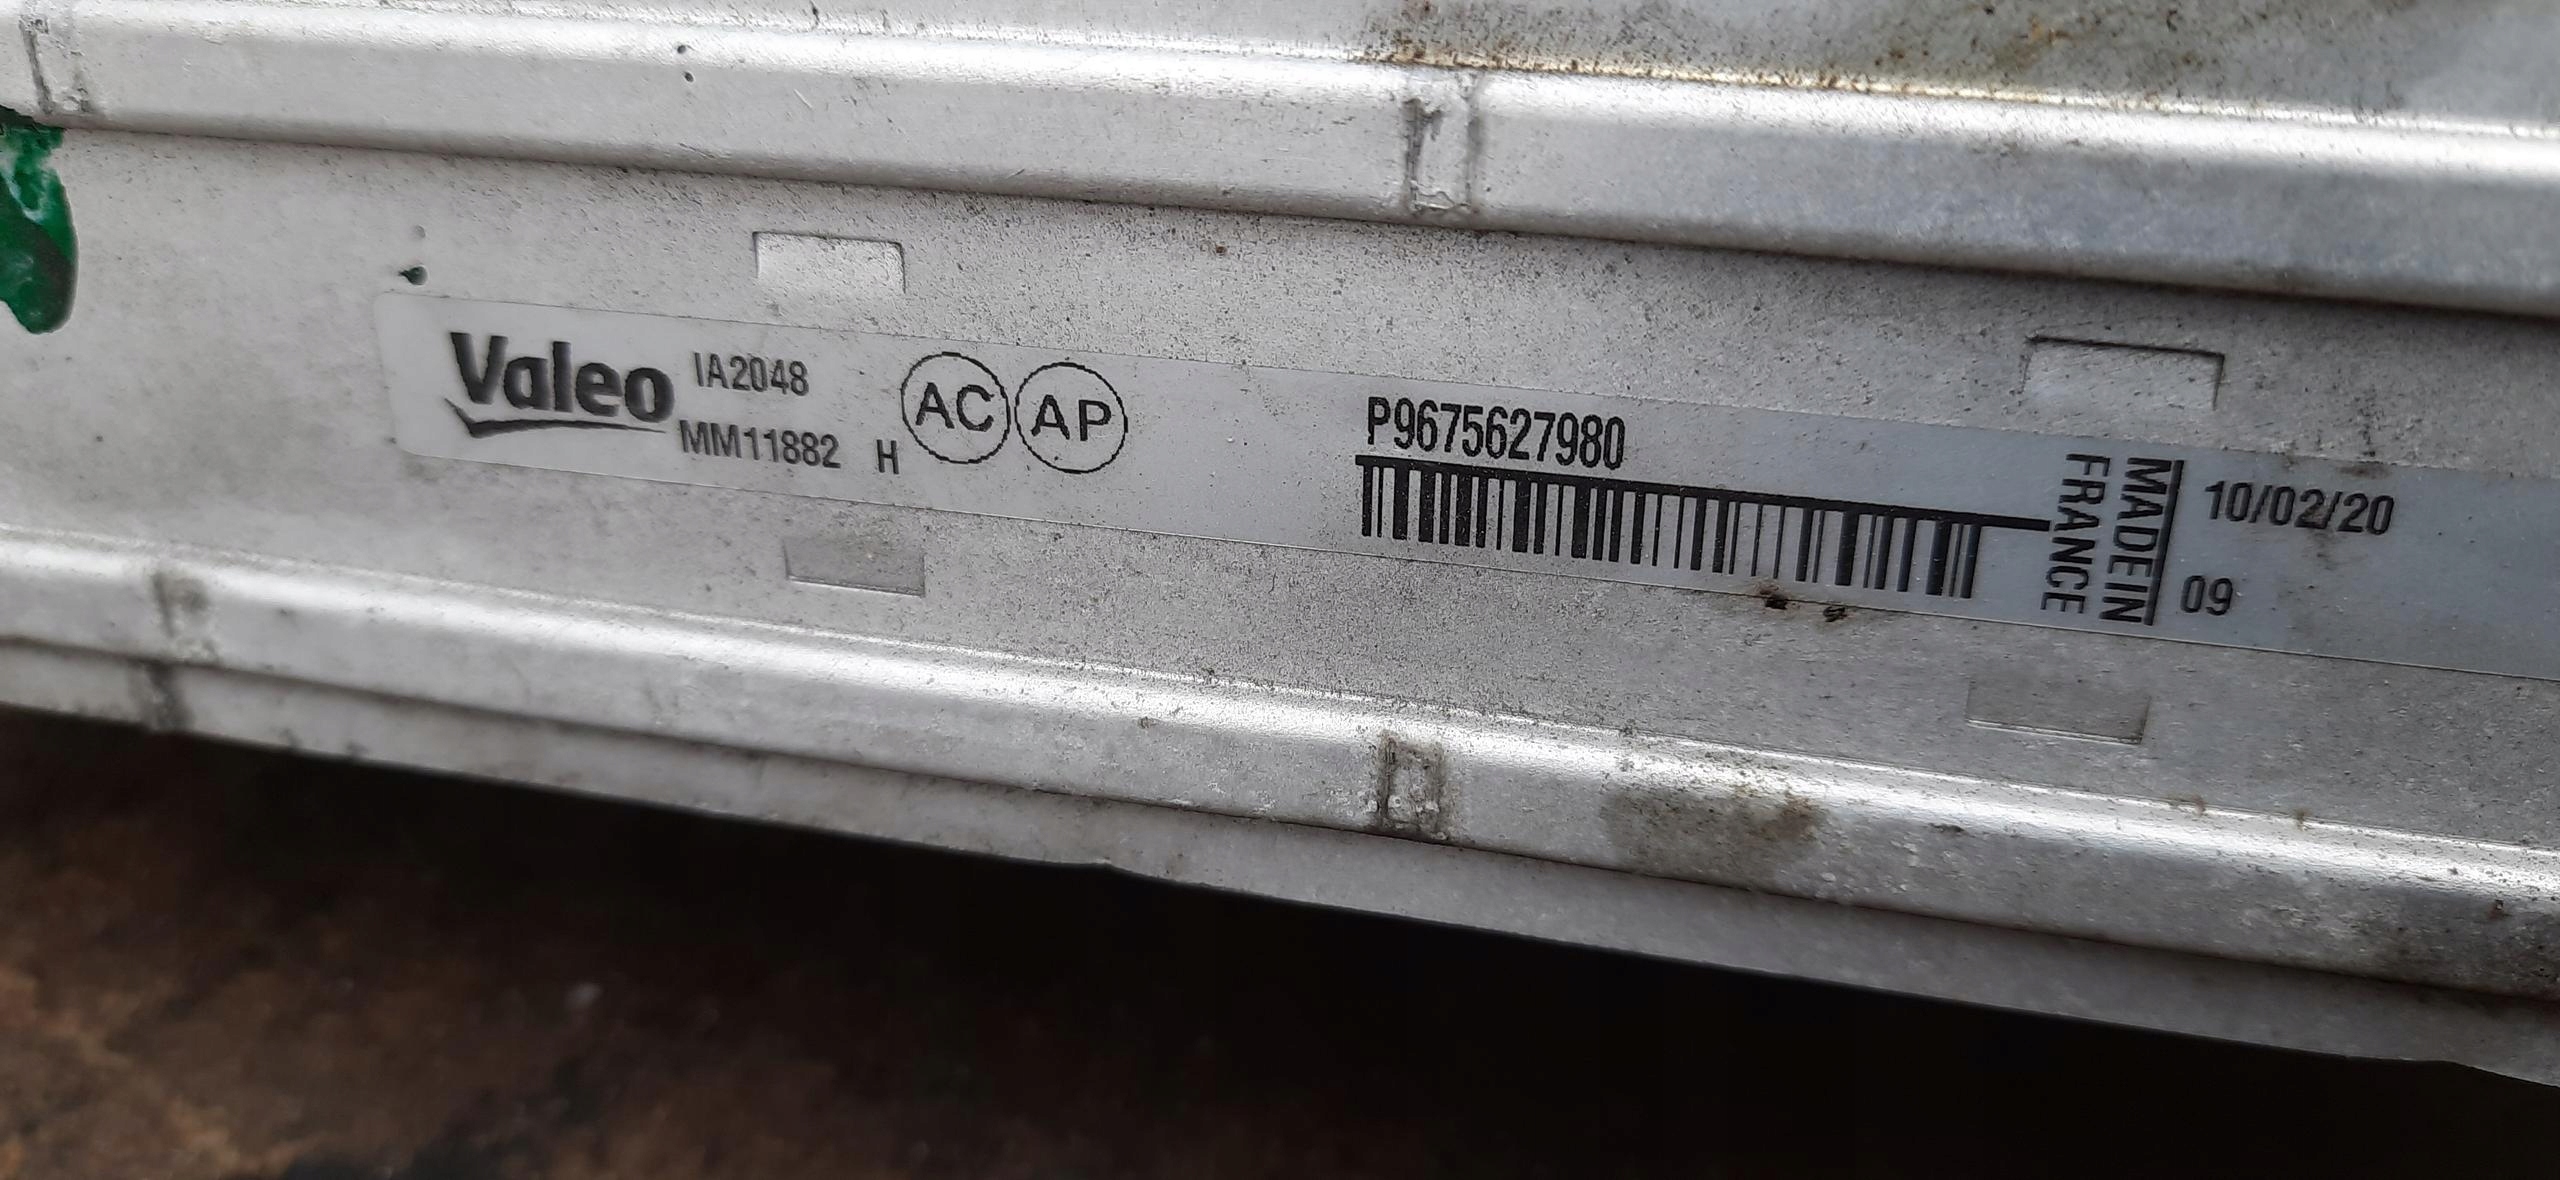 Valeo
IA2048
MM11882 H
AC AP
P9675627980
MADE IN
FRANCE
10/02/20
09